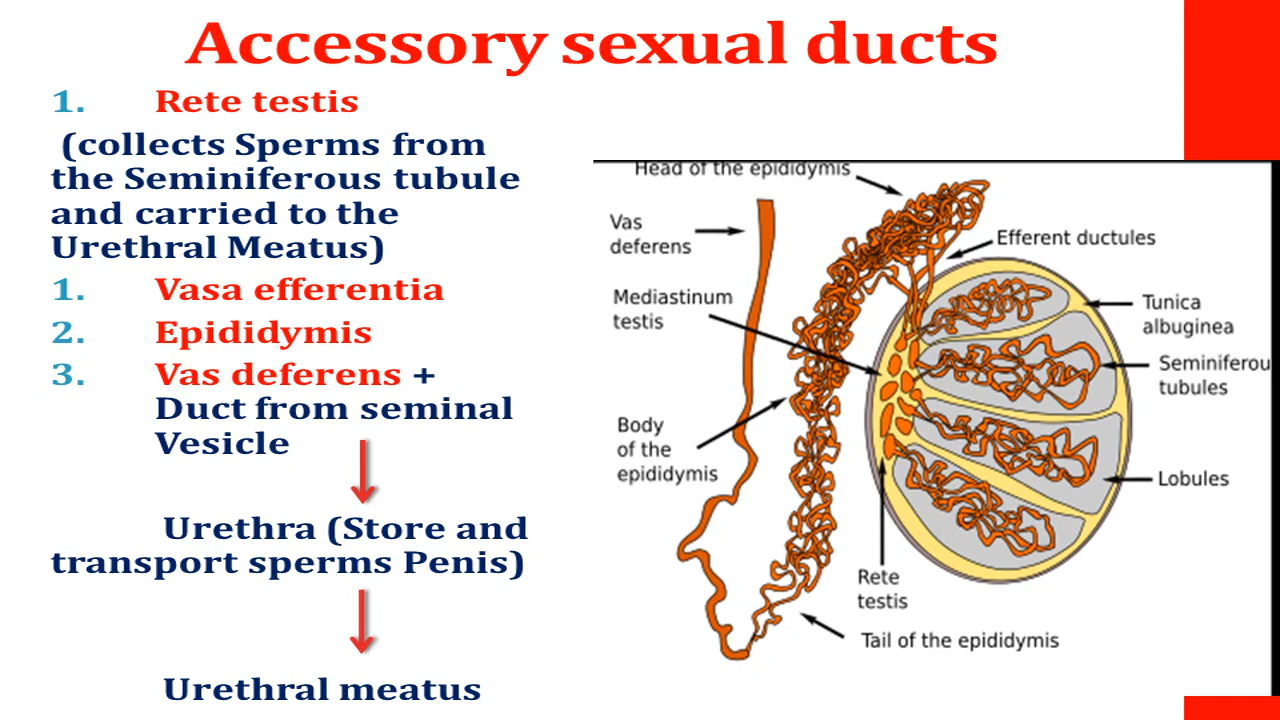 Accessory sexual ducts
1. Rete testis
(collects Sperms from
the Seminiferous tubule
and carried to the
Urethral Meatus)
1. Vasa efferentia
2. Epididymis
3. Vas deferens +
Duct from seminal
Vesicle
Urethra (Store and
transport sperms Penis)
Urethral meatus
Head of the epididymis
Vas
deferens
Efferent ductules
Mediastinum
testis
Tunica
albuginea
Seminiferou
tubules
Body
of the
epididymis
Lobules
Rete
testis
Tail of the epididymis